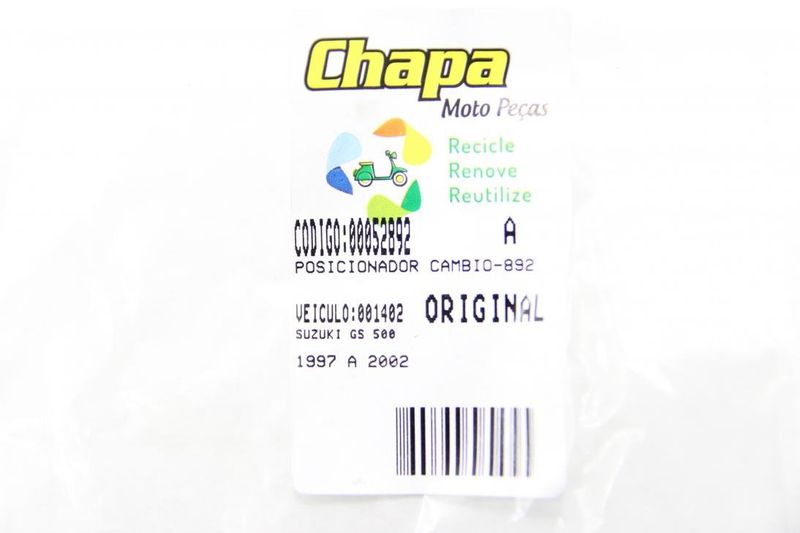 Chapa
Moto Peças
Recicle
Renove
Reutilize
CODIGO:00052892 A
POSICIONADOR CAMBIO-892
VEICULO:001402 ORIGINAL
SUZUKI GS 500
1997 A 2002